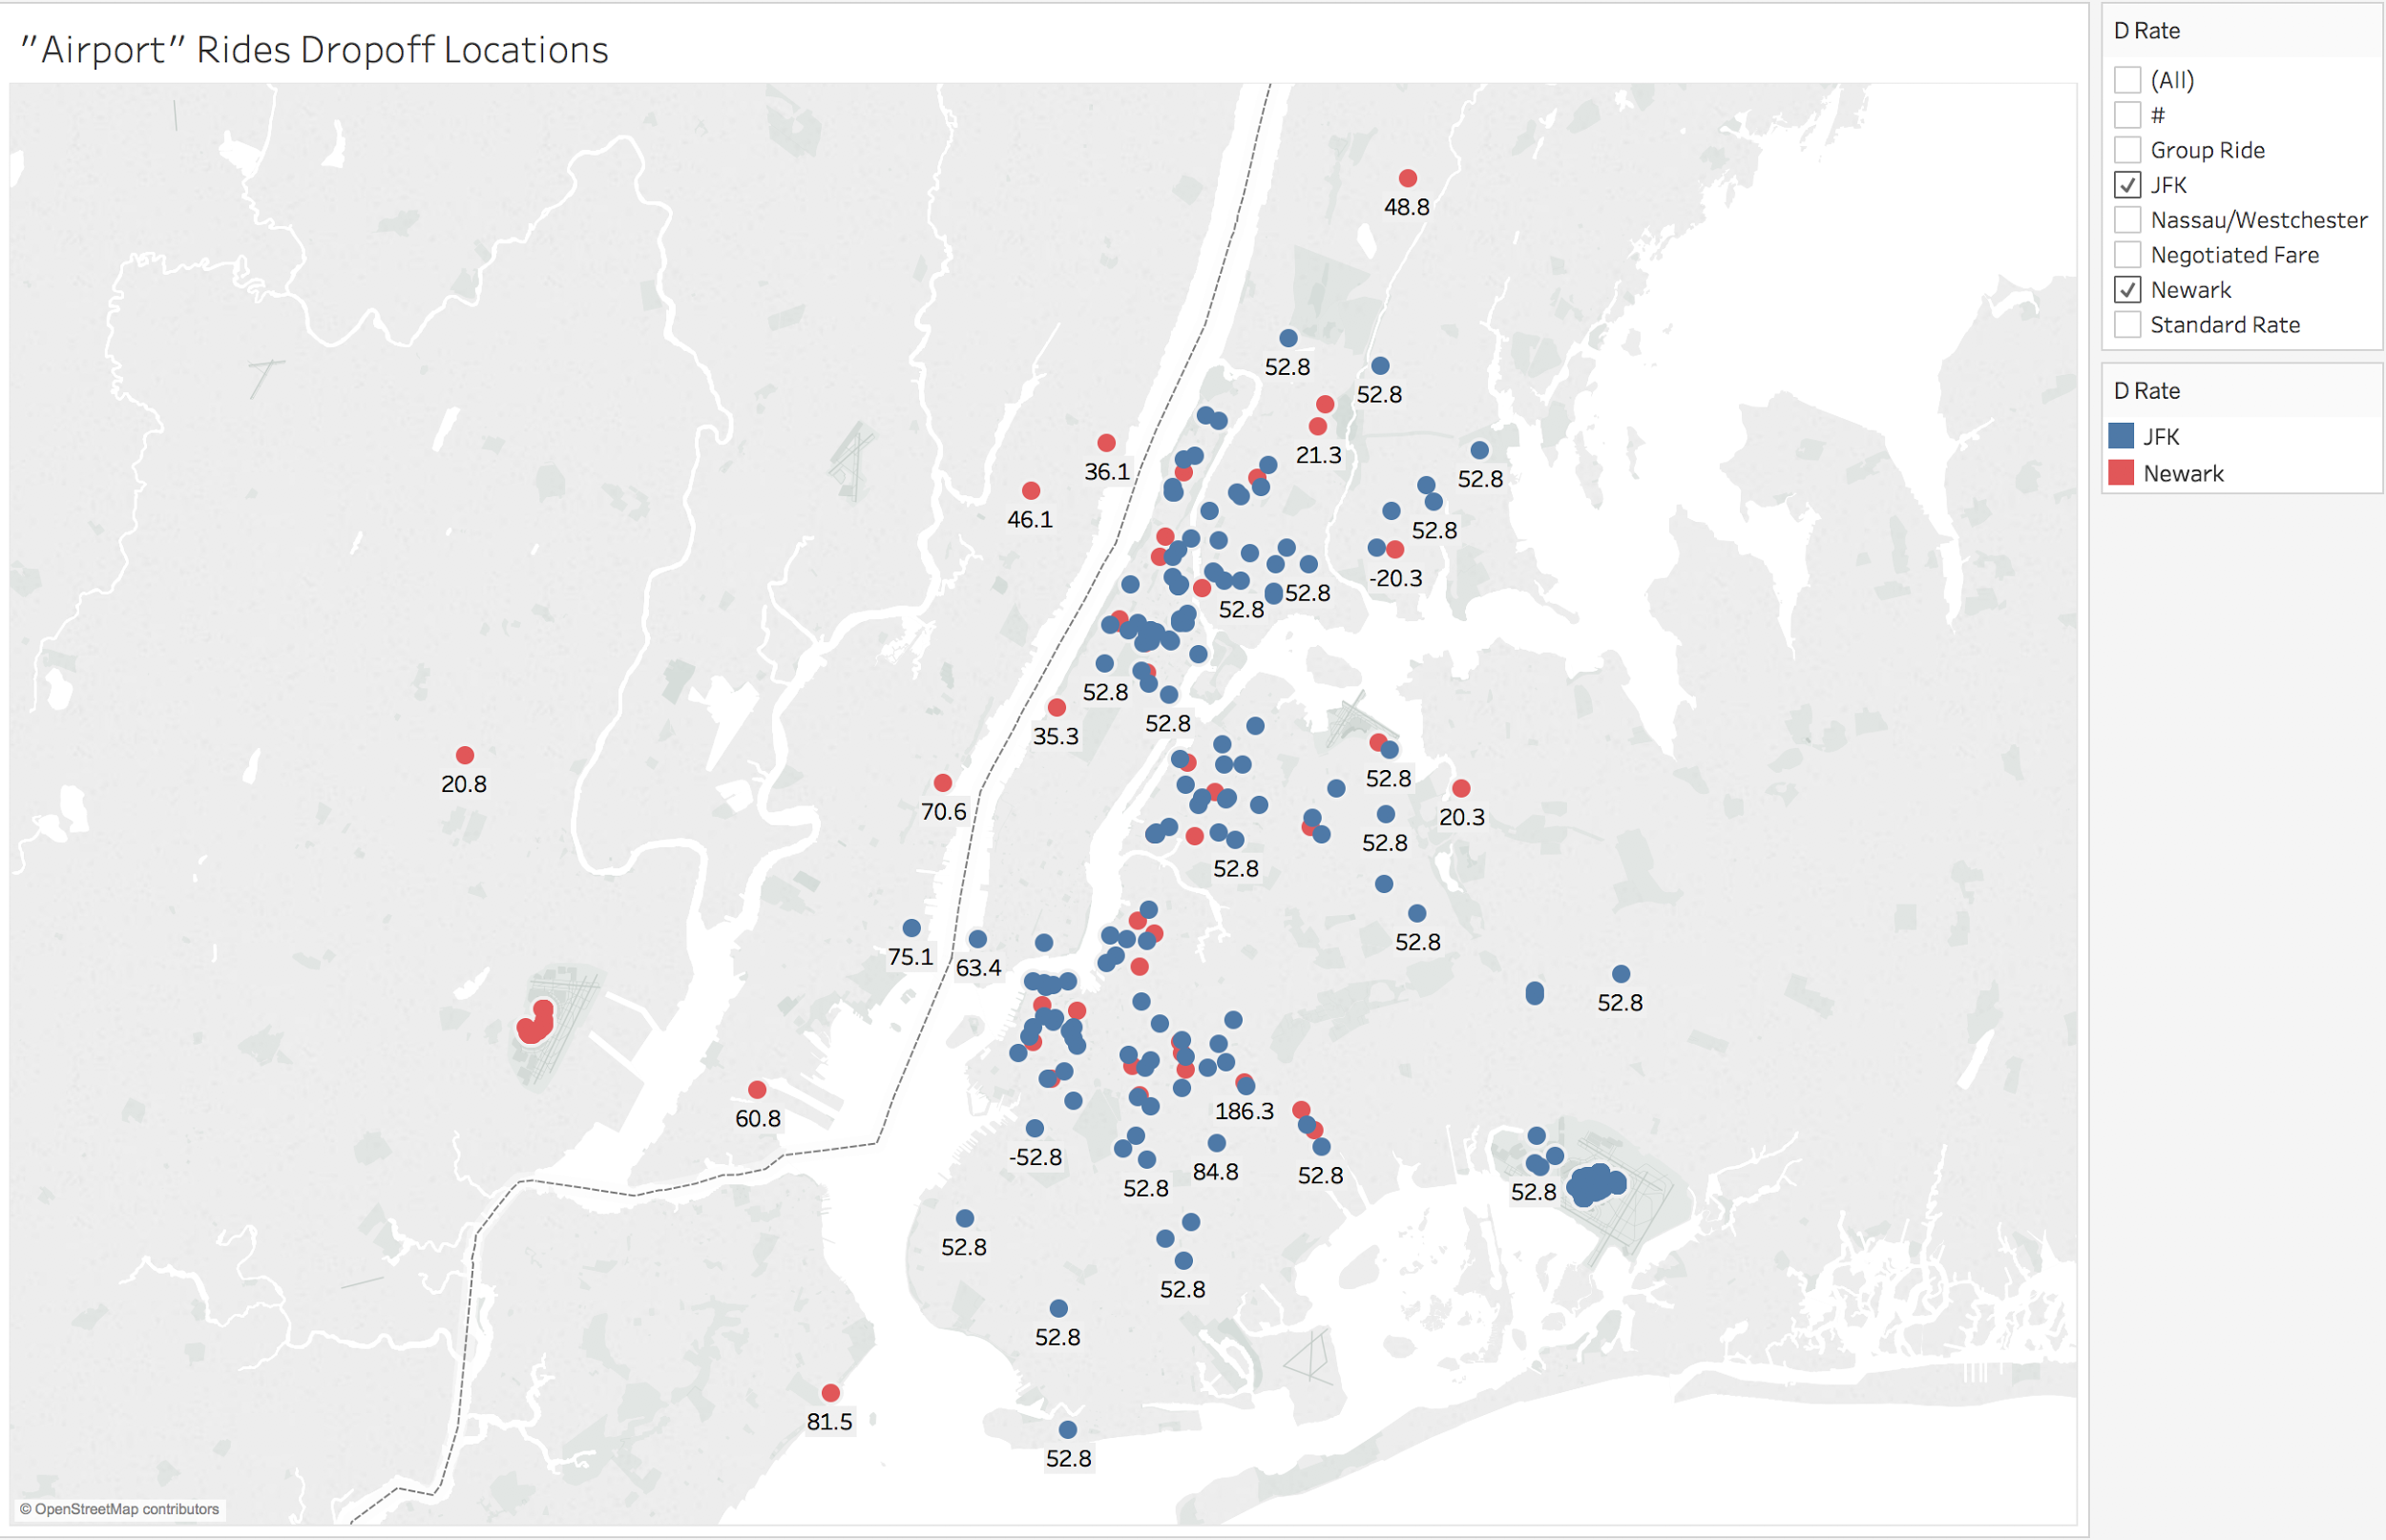 "Airport" Rides Dropoff Locations
48.8
52.8
52.8
21.3
36.1
52.8
46.1
52.8
-20.3
52.8
52.8
52.8
52.8
35.3
52.8
20.8
70.6
20.3
52.8
52.8
52.8
75.1
63.4
52.8
186.3
60.8
-52.8
84.8
52.8
52.8
52.8
52.8
52.8
52.8
81.5
52.8
© OpenStreetMap contributors
D Rate
(All)
#
Group Ride
JFK
Nassau/Westchester
Negotiated Fare
Newark
Standard Rate
D Rate
JFK
Newark